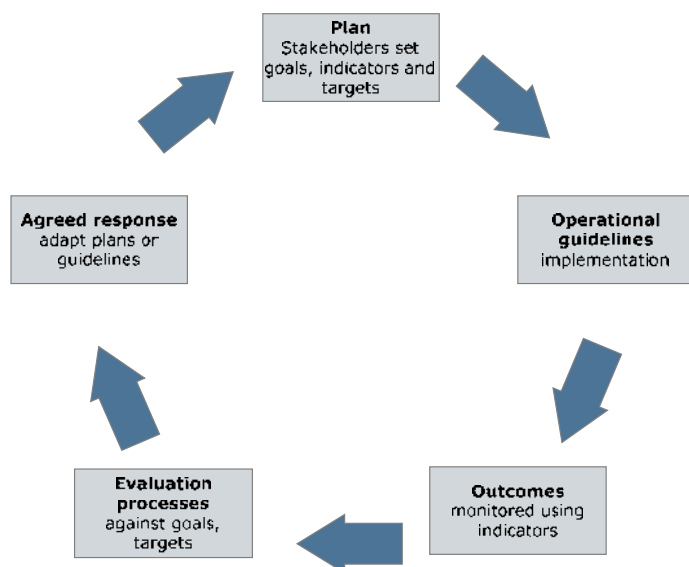 Plan
Stakeholders set
goals, indicators and
targets
Operational
guidelines
implementation
Outcomes
monitored using
indicators
Evaluation
processes
against goals,
targets
Agreed response
adapt plans or
guidelines